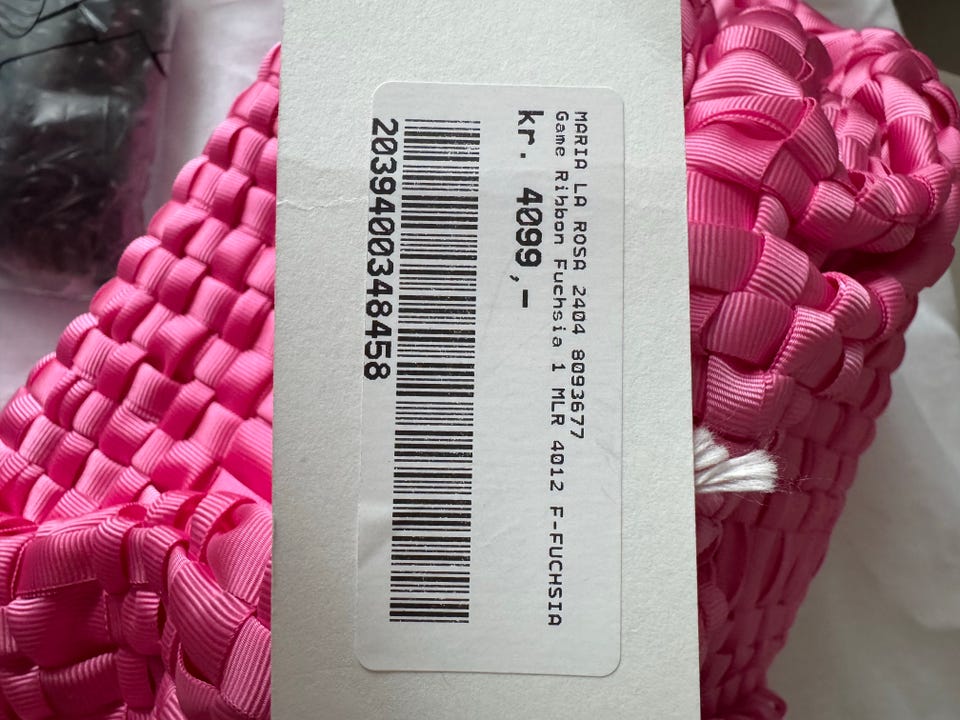 MARIA LA ROSA 2404 8093677
Game Ribbon Fuchsia 1 MLR 4012 F-FUCHSIA
kr. 4099,-
2039400348458